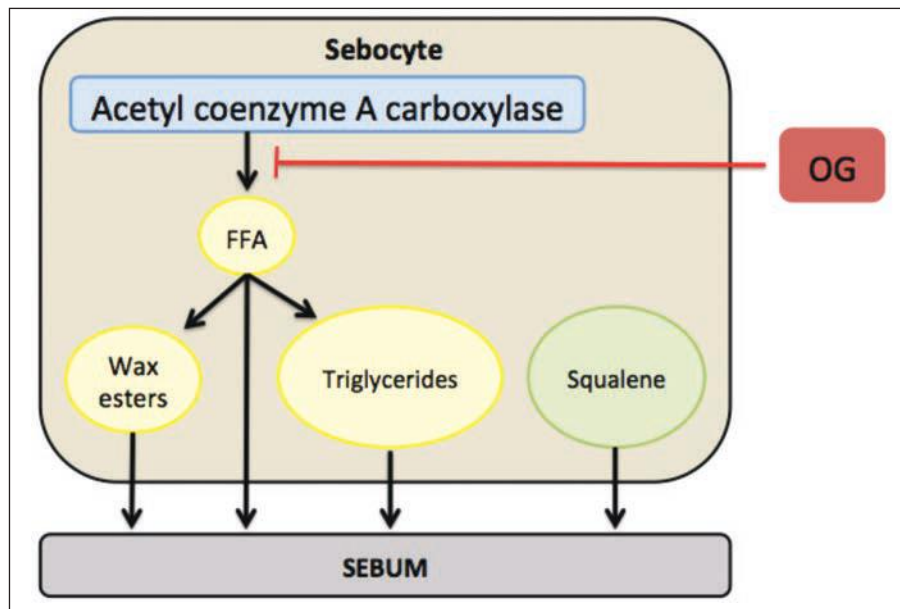 Sebocyte
Acetyl coenzyme A carboxylase
OG
FFA
Wax
esters
Triglycerides
Squalene
SEBUM